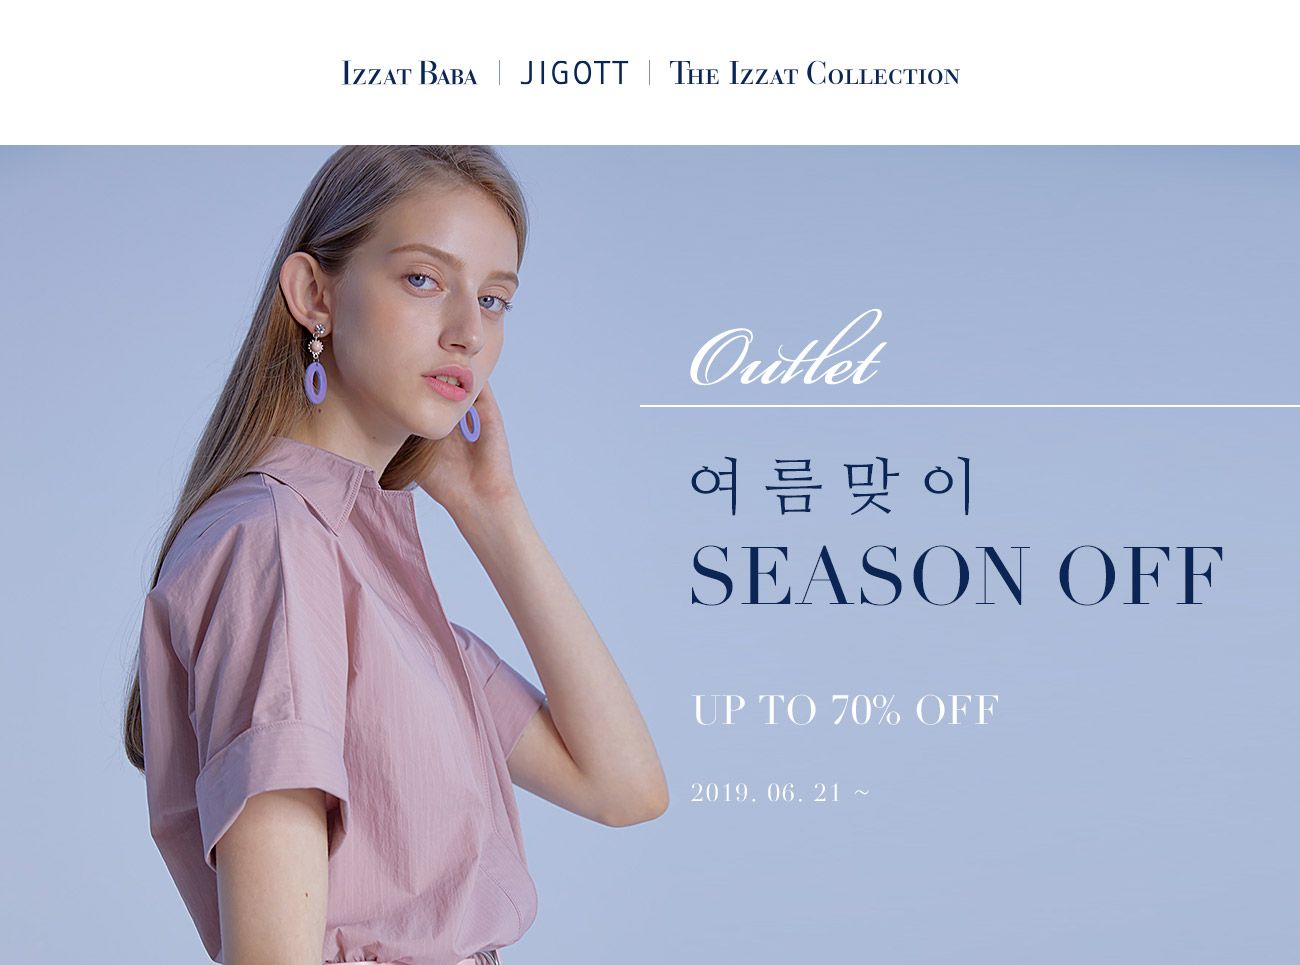 IZZAT BABA | JIGOTT | THE IZZAT COLLECTION
Outlet
여름맞이
SEASON OFF
UP TO 70% OFF
2019. 06. 21 ~